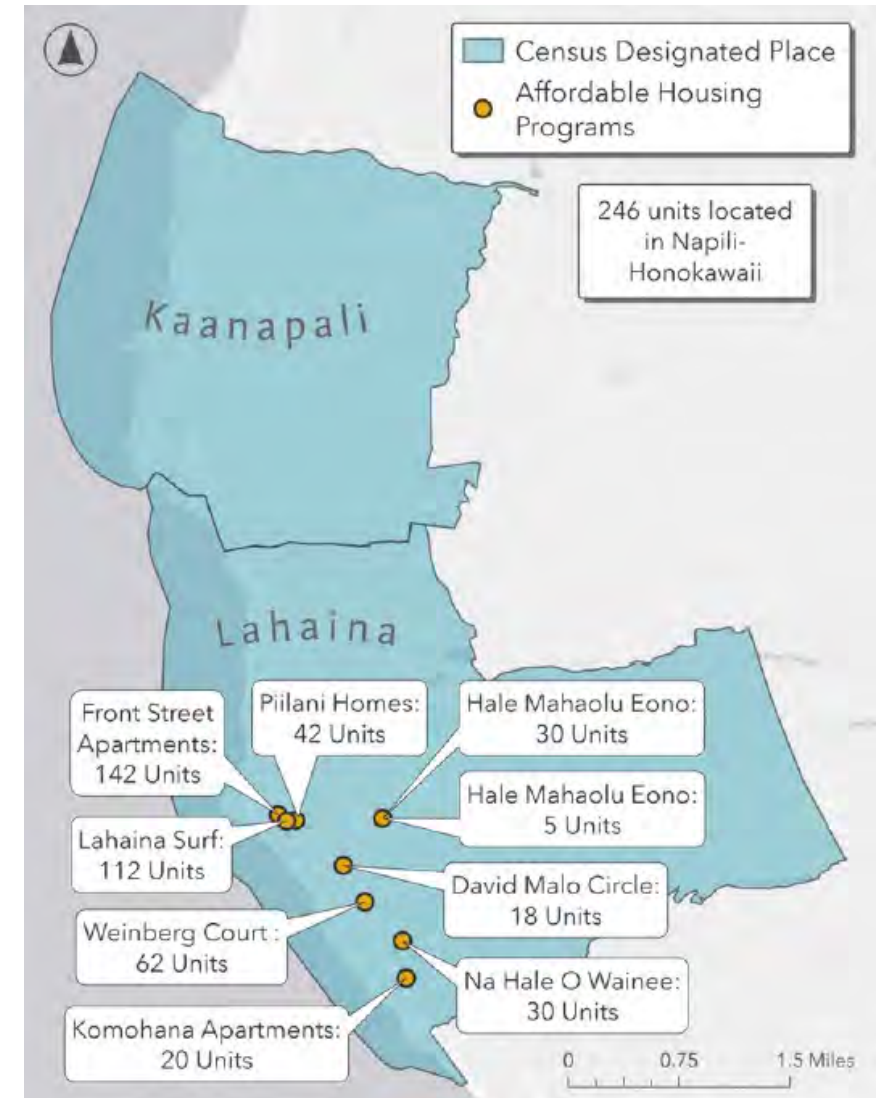 Census Designated Place
Affordable Housing
Programs
246 units located
in Napili-
Honokawaii
Kaanapali
Lahaina
Front Street
Apartments:
142 Units
Piilani Homes:
42 Units
Hale Mahaolu Eono:
30 Units
Hale Mahaolu Eono:
5 Units
Lahaina Surf:
112 Units
David Malo Circle:
18 Units
Weinberg Court :
62 Units
Na Hale O Wainee:
30 Units
Komohana Apartments:
20 Units
0 0.75 1.5 Miles